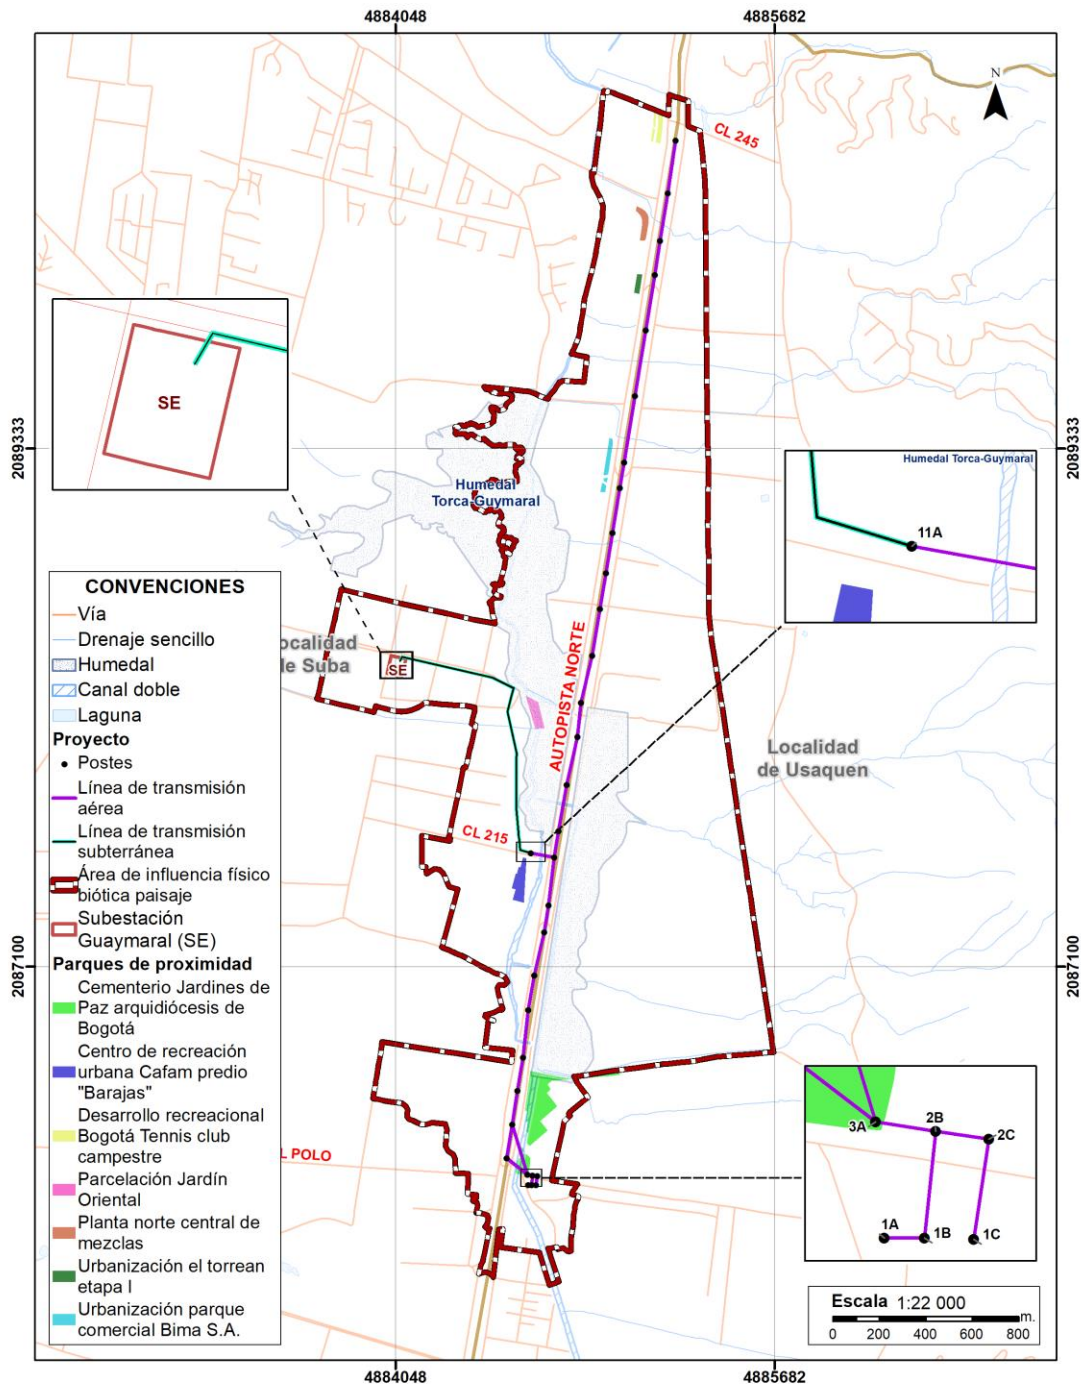 4884048
4885682
N
CL 245
SE
2089333
2089333
Humedal Torca-Guymaral
11A
Humedal
Torca-Guymaral
CONVENCIONES
Vía
Drenaje sencillo
Humedal
Canal doble
Laguna
Proyecto
Postes
Línea de transmisión
aérea
Línea de transmisión
subterránea
Área de influencia físico
biótica paisaje
Subestación
Guaymaral (SE)
Parques de proximidad
Cementerio Jardines de
Paz arquidiócesis de
Bogotá
Centro de recreación
urbana Cafam predio
"Barajas"
Desarrollo recreacional
Bogotá Tennis club
campestre
Parcelación Jardín
Oriental
Planta norte central de
mezclas
Urbanización el torrean
etapa I
Urbanización parque
comercial Bima S.A.
ocalidad
e Suba
SE
AUTOPISTA NORTE
Localidad
de Usaquen
CL 215
2087100
2087100
L POLO
3A
2B
2C
1A
1B
1C
Escala 1:22 000
m.
0 200 400 600 800
4884048
4885682